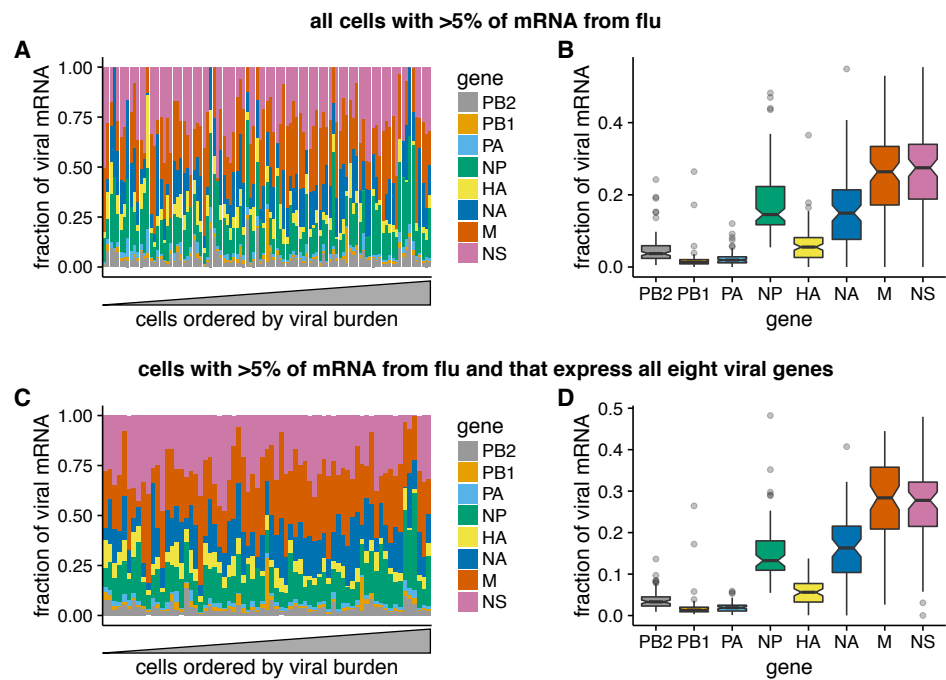 all cells with >5% of mRNA from flu
A
fraction of viral mRNA
1.00
0.75
0.50
0.25
0.00
cells ordered by viral burden
gene
PB2
PB1
PA
NP
HA
NA
M
NS
B
fraction of viral mRNA
0.4
0.2
0.0
PB2 PB1 PA NP HA NA M NS
gene
cells with >5% of mRNA from flu and that express all eight viral genes
C
fraction of viral mRNA
1.00
0.75
0.50
0.25
0.00
cells ordered by viral burden
gene
PB2
PB1
PA
NP
HA
NA
M
NS
D
fraction of viral mRNA
0.5
0.4
0.3
0.2
0.1
0.0
PB2 PB1 PA NP HA NA M NS
gene